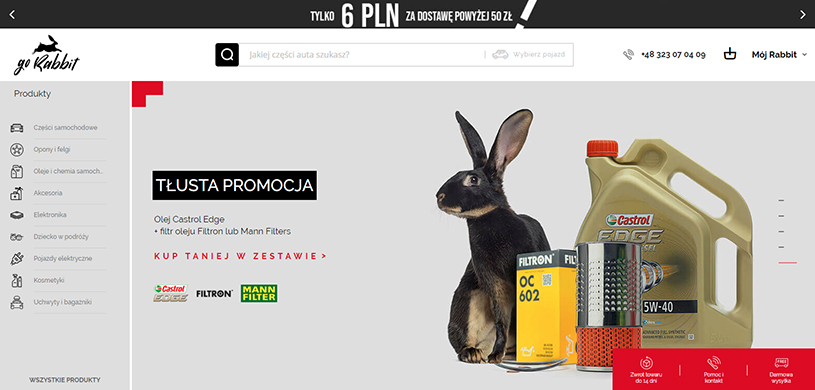 TYLKO 6 PLN ZA DOSTAWĘ POWYŻEJ 50 ZŁ
go Rabbit
Jakiej części auta szukasz?
Wybierz pojazd
+48 323 07 04 09
Mój Rabbit
Produkty
Części samochodowe
Opony i felgi
Oleje i chemia samoch...
Akcesoria
Elektronika
Dziecko w podróży
Pojazdy elektryczne
Kosmetyki
Uchwyty i bagażniki
WSZYSTKIE PRODUKTY
TŁUSTA PROMOCJA
Olej Castrol Edge
+ filtr oleju Filtron lub Mann Filters
KUP TANIEJ W ZESTAWIE >
Castrol
EDGE
FILTRON
MANN
FILTER
FILTRON
OC
602
Castrol
EDGE
5W-40
Zwrot towaru
do 14 dni
Pomoc i
kontakt
FREE
Darmowa
wysyłka